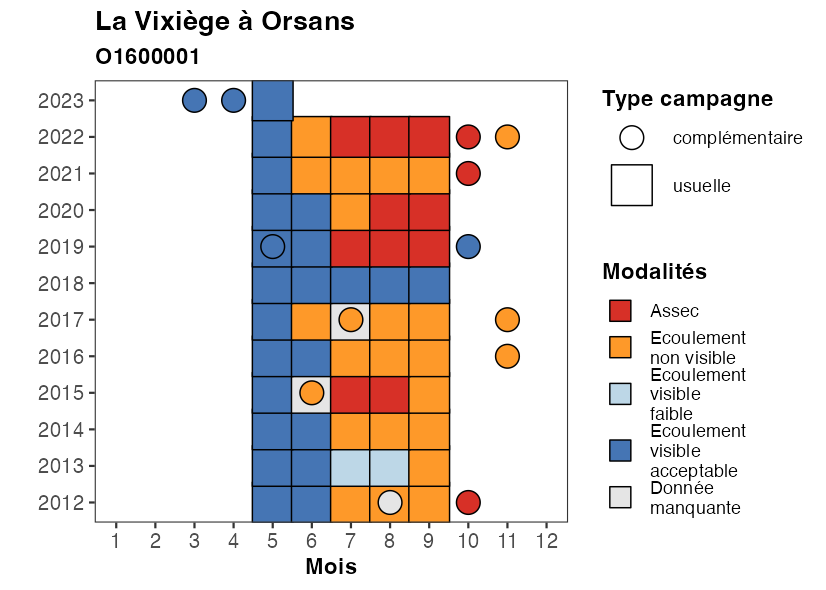 La Vixiège à Orsans
O1600001
2023
2022
2021
2020
2019
2018
2017
2016
2015
2014
2013
2012
1 2 3 4 5 6 7 8 9 10 11 12
Mois
Type campagne
complémentaire
usuelle
Modalités
Assec
Ecoulement
non visible
Ecoulement
visible
faible
Ecoulement
visible
acceptable
Donnée
manquante